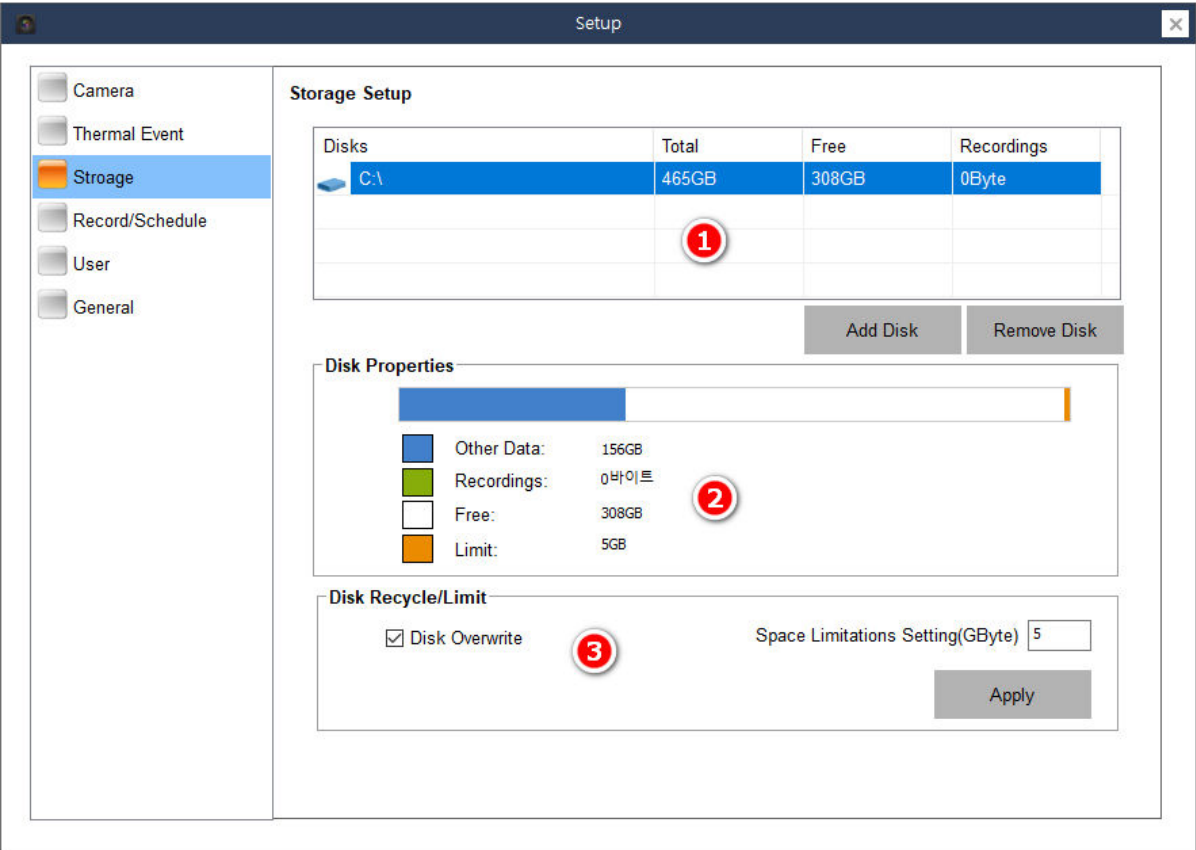 Setup
Camera
Thermal Event
Stroage
Record/Schedule
User
General
Storage Setup
Disks Total Free Recordings
C:\ 465GB 308GB 0Byte
1
Add Disk Remove Disk
Disk Properties
Other Data: 156GB
Recordings: 0바이트
2
Free: 308GB
Limit: 5GB
Disk Recycle/Limit
Disk Overwrite
3
Space Limitations Setting(GByte) 5
Apply